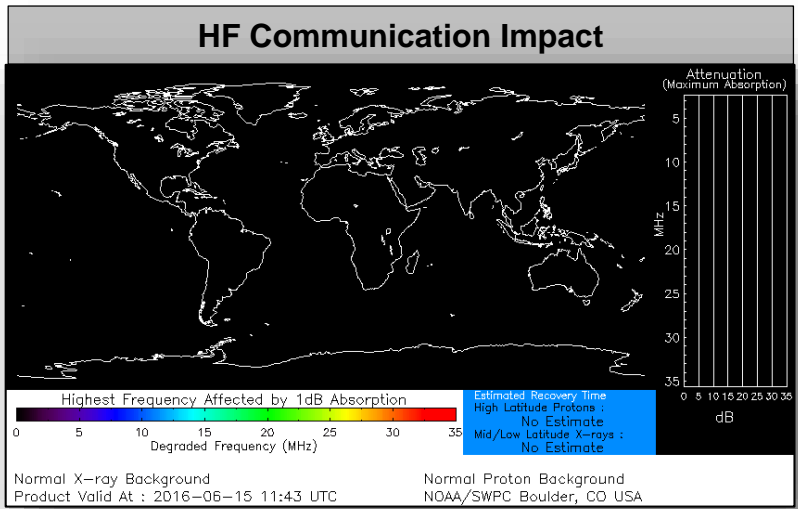 HF Communication Impact
Attenuation
(Maximum Absorption)
5
10
15
MHz
20
25
30
35
0 5 10 15 20 25 30 35
dB
Highest Frequency Affected by 1dB Absorption
0 5 10 15 20 25 30 35
Degraded Frequency (MHz)
Estimated Recovery Time
High Latitude Protons :
No Estimate
Mid/Low Latitude X-rays :
No Estimate
Normal X-ray Background
Normal Proton Background
Product Valid At : 2016-06-15 11:43 UTC
NOAA/SWPC Boulder, CO USA